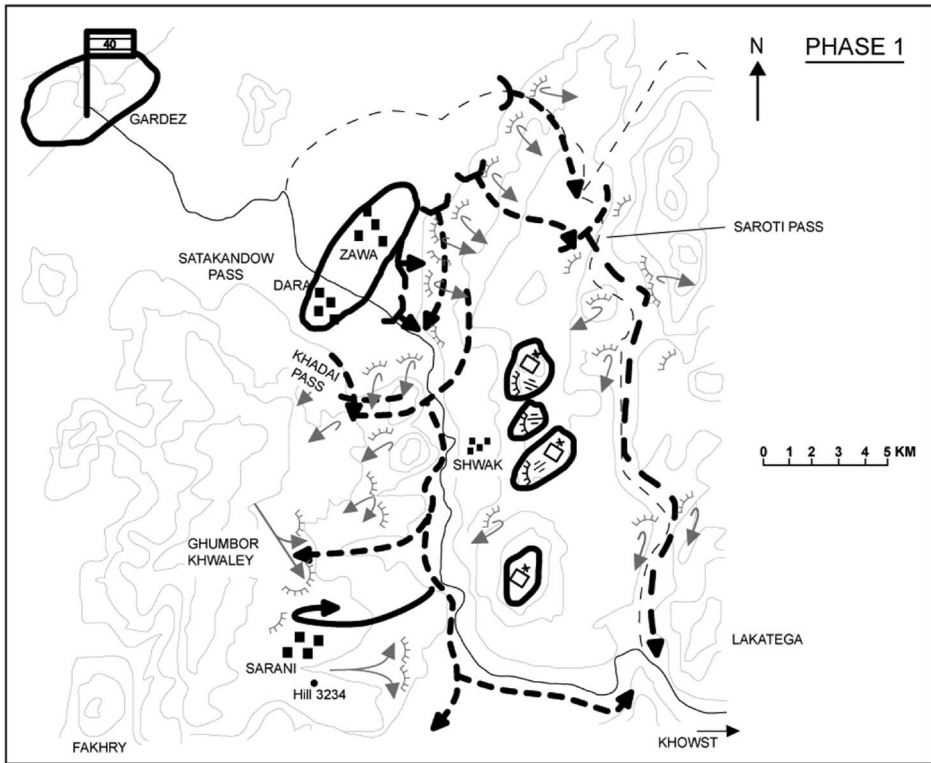 40
N
PHASE 1
GARDEZ
SAROTI PASS
ZAWA
SATAKANDOW
PASS
DARA
KHADAI
PASS
SHWAK
0 1 2 3 4 5 KM
GHUMBOR
KHWALEY
LAKATEGA
SARANI
Hill 3234
FAKHRY
KHOWST